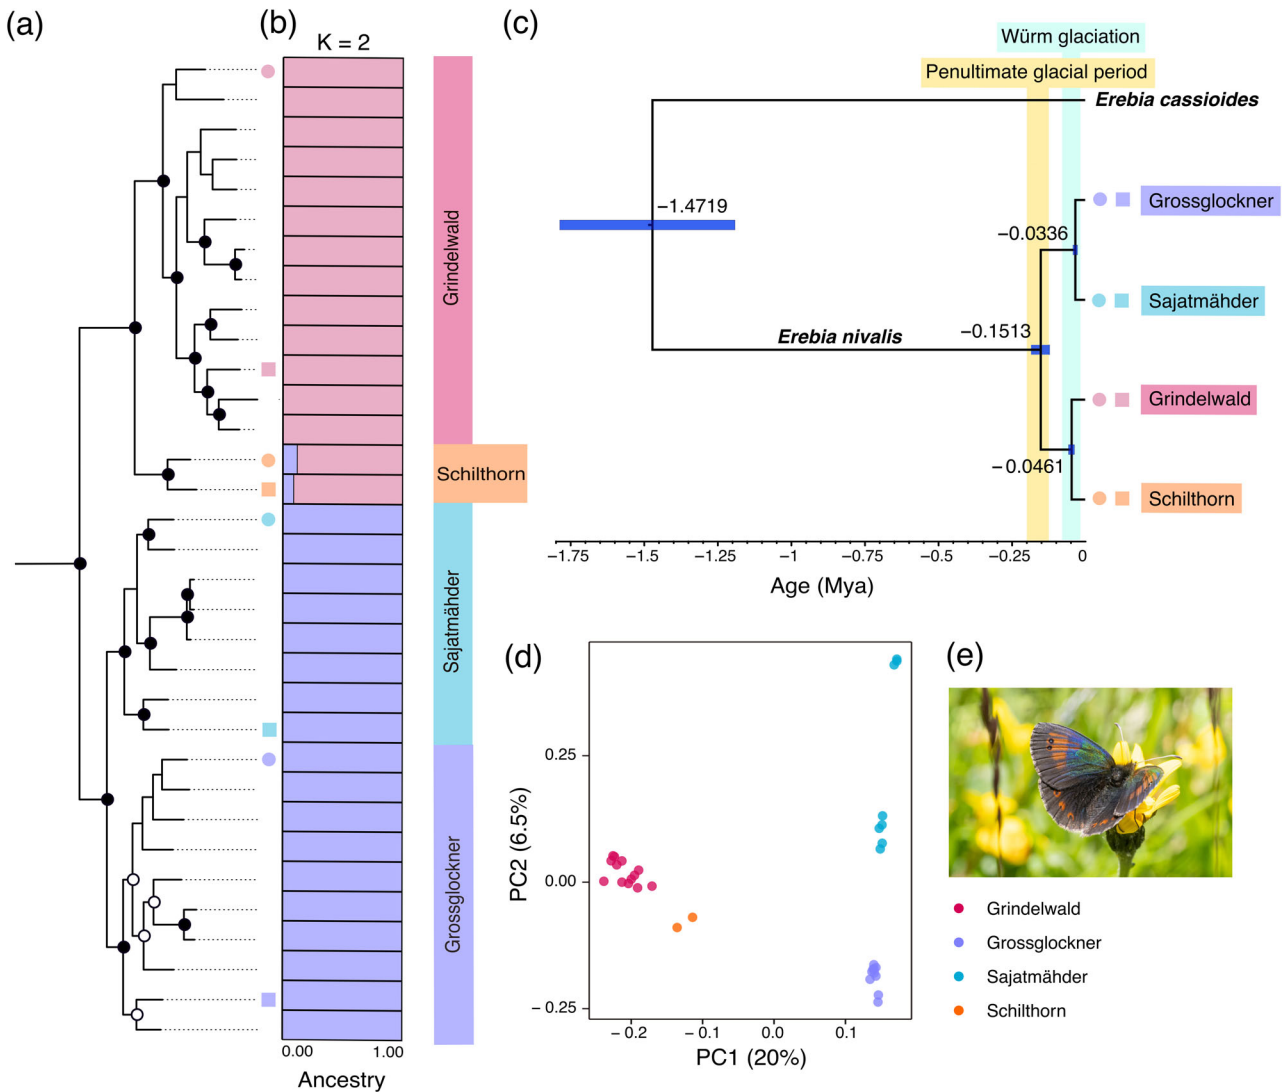 (a)
(b)
K = 2
Grindelwald
Schilthorn
Sajatmähder
Grossglockner
0.00 1.00
Ancestry
(c)
Würm glaciation
Penultimate glacial period
Erebia cassioides
−1.4719
Grossglockner
−0.0336
Sajatmähder
Erebia nivalis
−0.1513
Grindelwald
−0.0461
Schilthorn
−1.75 −1.5 −1.25 −1 −0.75 −0.5 −0.25 0
Age (Mya)
(d)
PC2 (6.5%)
0.25
0.00
−0.25
−0.2 −0.1 0.0 0.1
PC1 (20%)
(e)
Grindelwald
Grossglockner
Sajatmähder
Schilthorn